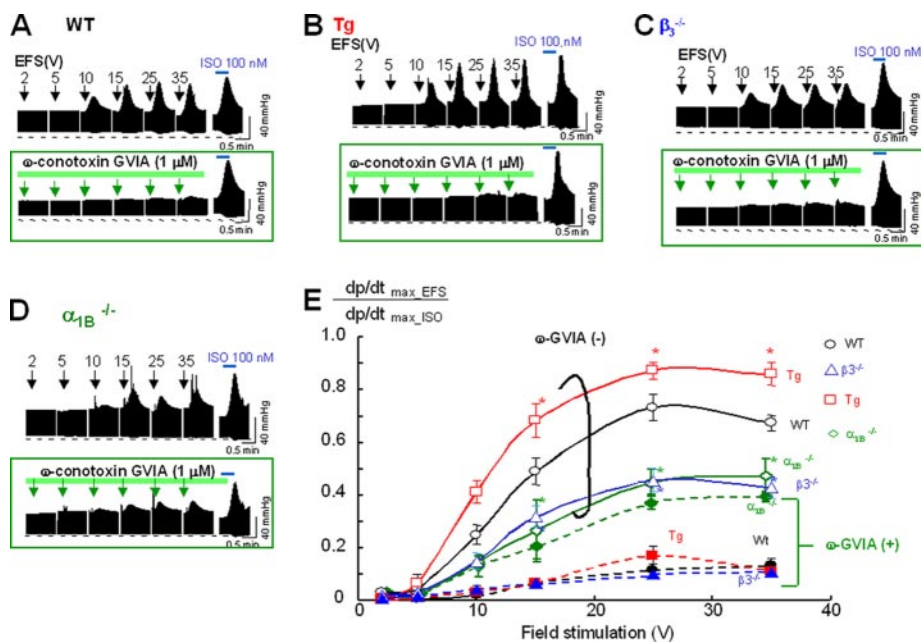 A WT
EFS(V)
2 5 10 15 25 35
ISO 100 nM
40 mmHg
0.5 min
ω-conotoxin GVIA (1 μM)
40 mmHg
0.5 min
B Tg
EFS(V)
2 5 10 15 25 35
ISO 100 nM
40 mmHg
0.5 min
ω-conotoxin GVIA (1 μM)
40 mmHg
0.5 min
C β3-/-
EFS(V)
2 5 10 15 25 35
ISO 100 nM
40 mmHg
0.5 min
ω-conotoxin GVIA (1 μM)
40 mmHg
0.5 min
D α1B -/-
2 5 10 15 25 35
ISO 100 nM
40 mmHg
0.5 min
ω-conotoxin GVIA (1 μM)
40 mmHg
0.5 min
E
dp/dt max_EFS
dp/dt max_ISO
1.0
0.8
0.6
0.4
0.2
0
0 10 20 30 40
Field stimulation (V)
ω-GVIA (-)
* * *
Tg
WT
* *
α1B -/-
β3-/-
α1B -/-
Tg
Wt
β3-/-
ω-GVIA (+)
WT
β3-/-
Tg
α1B -/-